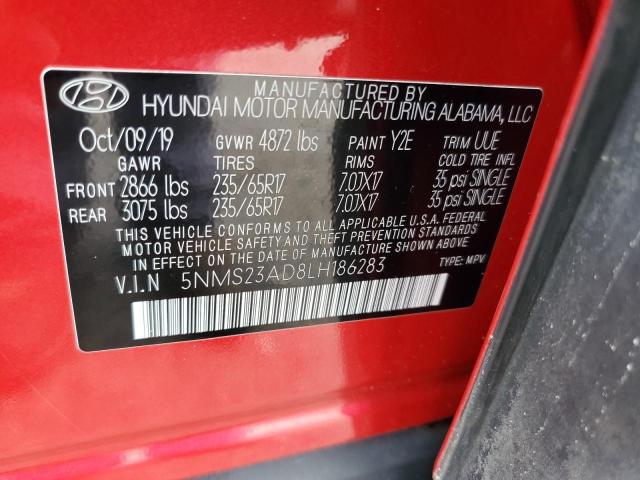 MANUFACTURED BY
HYUNDAI MOTOR MANUFACTURING ALABAMA, LLC
Oct/09/19 GVWR 4872 lbs PAINT Y2E TRIM UUE
GAWR TIRES RIMS COLD TIRE INFL
FRONT 2866 lbs 235/65R17 7.0JX17 35 psi SINGLE
REAR 3075 lbs 235/65R17 7.0JX17 35 psi SINGLE
THIS VEHICLE CONFORMS TO ALL APPLICABLE U.S.A. FEDERAL
MOTOR VEHICLE SAFETY AND THEFT PREVENTION STANDARDS
IN EFFECT ON THE DATE OF MANUFACTURE SHOWN ABOVE.
V.I.N 5NMS23AD8LH186283 TYPE: MPV